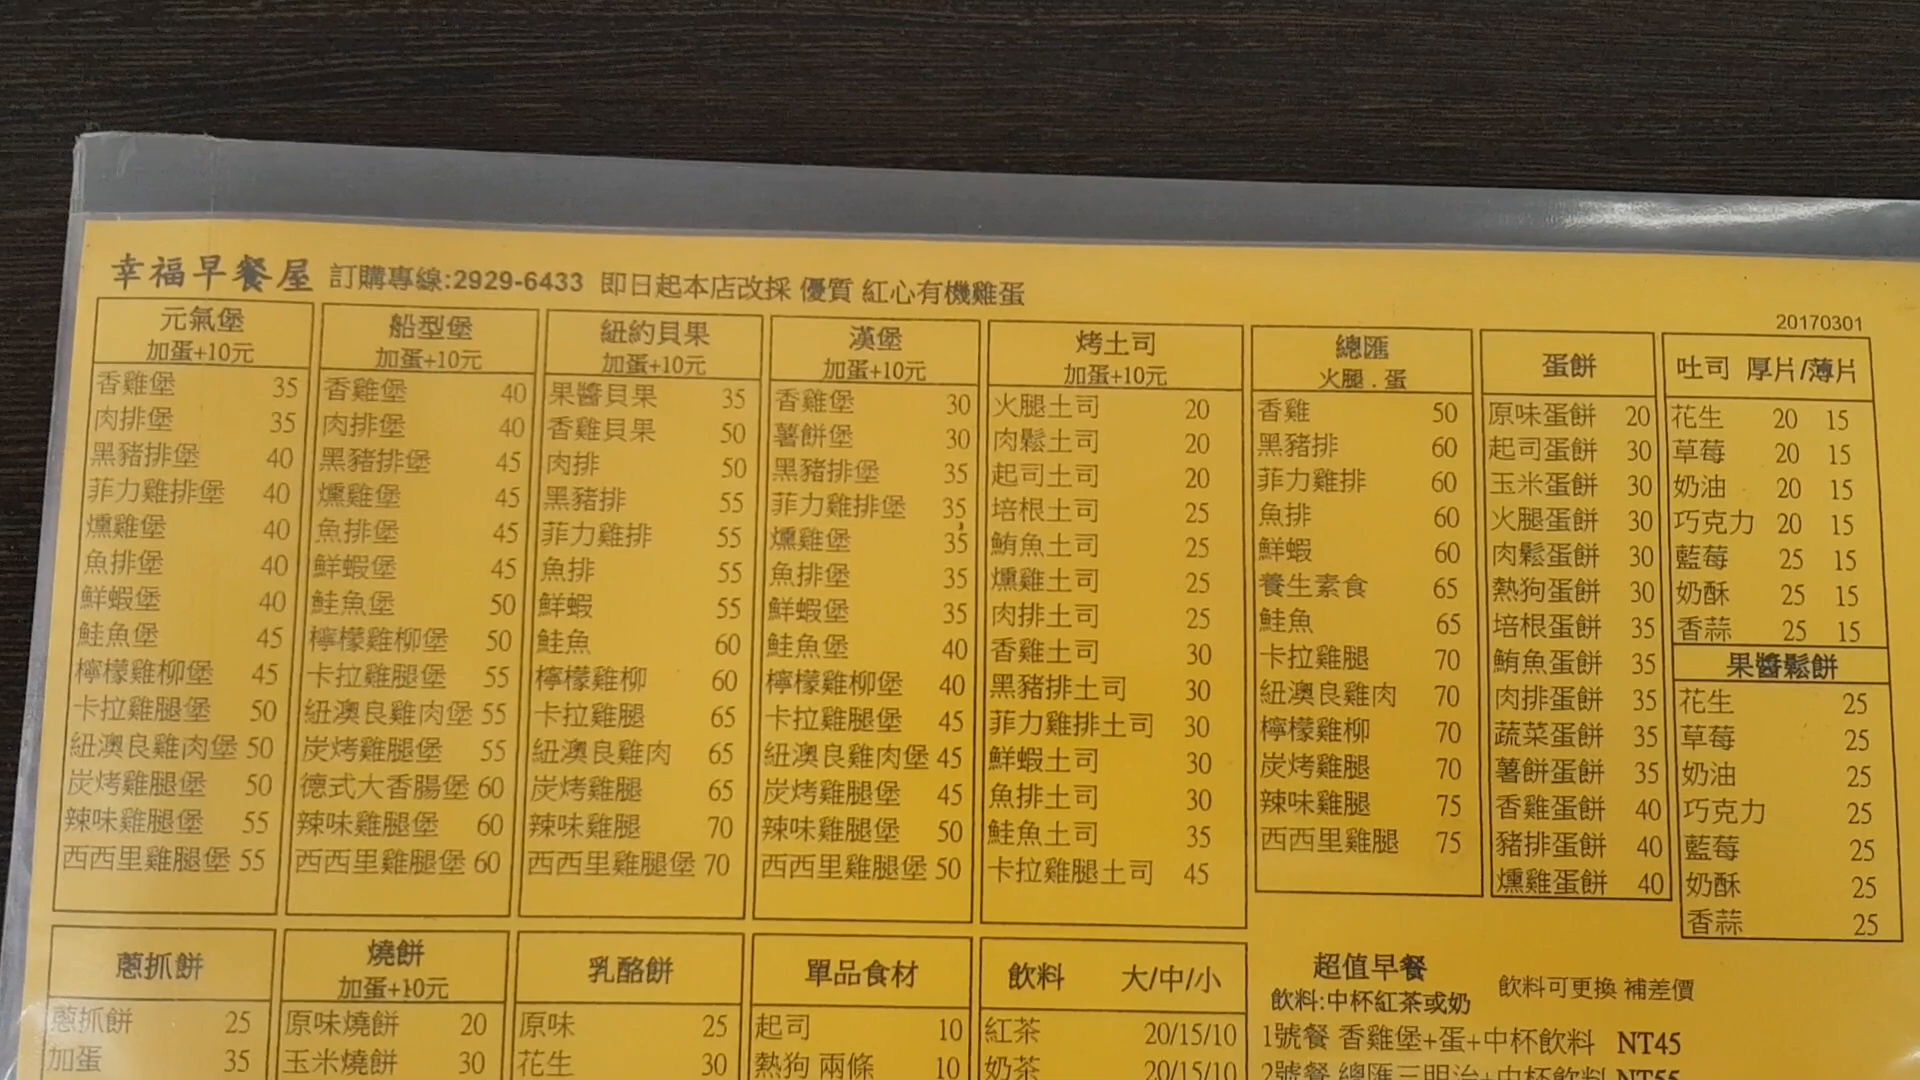 幸福早餐屋 訂購專線:2929-6433 即日起本店改採 優質 紅心有機雞蛋
20170301
元氣堡
加蛋+10元
香雞堡 35
肉排堡 35
黑豬排堡 40
菲力雞排堡 40
燻雞堡 40
魚排堡 40
鮮蝦堡 40
鮭魚堡 45
檸檬雞柳堡 45
卡拉雞腿堡 50
紐澳良雞肉堡 50
炭烤雞腿堡 50
辣味雞腿堡 55
西西里雞腿堡 55
船型堡
加蛋+10元
香雞堡 40
肉排堡 40
黑豬排堡 45
燻雞堡 45
魚排堡 45
鮮蝦堡 45
鮭魚堡 50
檸檬雞柳堡 50
卡拉雞腿堡 55
紐澳良雞肉堡 55
炭烤雞腿堡 55
德式大香腸堡 60
辣味雞腿堡 60
西西里雞腿堡 60
紐約貝果
加蛋+10元
果醬貝果 35
香雞貝果 50
肉排 50
黑豬排 55
菲力雞排 55
魚排 55
鮮蝦 55
鮭魚 60
檸檬雞柳 60
卡拉雞腿 65
紐澳良雞肉 65
炭烤雞腿 65
辣味雞腿 70
西西里雞腿堡 70
漢堡
加蛋+10元
香雞堡 30
薯餅堡 30
黑豬排堡 35
菲力雞排堡 35
燻雞堡 35
魚排堡 35
鮮蝦堡 35
鮭魚堡 40
檸檬雞柳堡 40
卡拉雞腿堡 45
紐澳良雞肉堡 45
炭烤雞腿堡 45
辣味雞腿堡 50
西西里雞腿堡 50
烤土司
加蛋+10元
火腿土司 20
肉鬆土司 20
起司土司 20
培根土司 25
鮪魚土司 25
燻雞土司 25
肉排土司 25
香雞土司 30
黑豬排土司 30
菲力雞排土司 30
鮮蝦土司 30
魚排土司 30
鮭魚土司 35
卡拉雞腿土司 45
總匯
火腿.蛋
香雞 50
黑豬排 60
菲力雞排 60
魚排 60
鮮蝦 60
養生素食 65
鮭魚 65
卡拉雞腿 70
紐澳良雞肉 70
檸檬雞柳 70
炭烤雞腿 70
辣味雞腿 75
西西里雞腿 75
蛋餅
原味蛋餅 20
起司蛋餅 30
玉米蛋餅 30
火腿蛋餅 30
肉鬆蛋餅 30
熱狗蛋餅 30
培根蛋餅 35
鮪魚蛋餅 35
肉排蛋餅 35
蔬菜蛋餅 35
薯餅蛋餅 35
香雞蛋餅 40
豬排蛋餅 40
燻雞蛋餅 40
吐司 厚片/薄片
花生 20 15
草莓 20 15
奶油 20 15
巧克力 20 15
藍莓 25 15
奶酥 25 15
香蒜 25 15
果醬鬆餅
花生 25
草莓 25
奶油 25
巧克力 25
藍莓 25
奶酥 25
香蒜 25
蔥抓餅
蔥抓餅 25
加蛋 35
燒餅
加蛋+10元
原味燒餅 20
玉米燒餅 30
乳酪餅
原味 25
花生 30
單品食材
起司 10
熱狗 兩條 10
飲料 大/中/小
紅茶 20/15/10
奶茶 20/15/10
超值早餐
飲料:中杯紅茶或奶 飲料可更換 補差價
1號餐 香雞堡+蛋+中杯飲料 NT45
2號餐 總匯三明治+中杯飲料 NT55